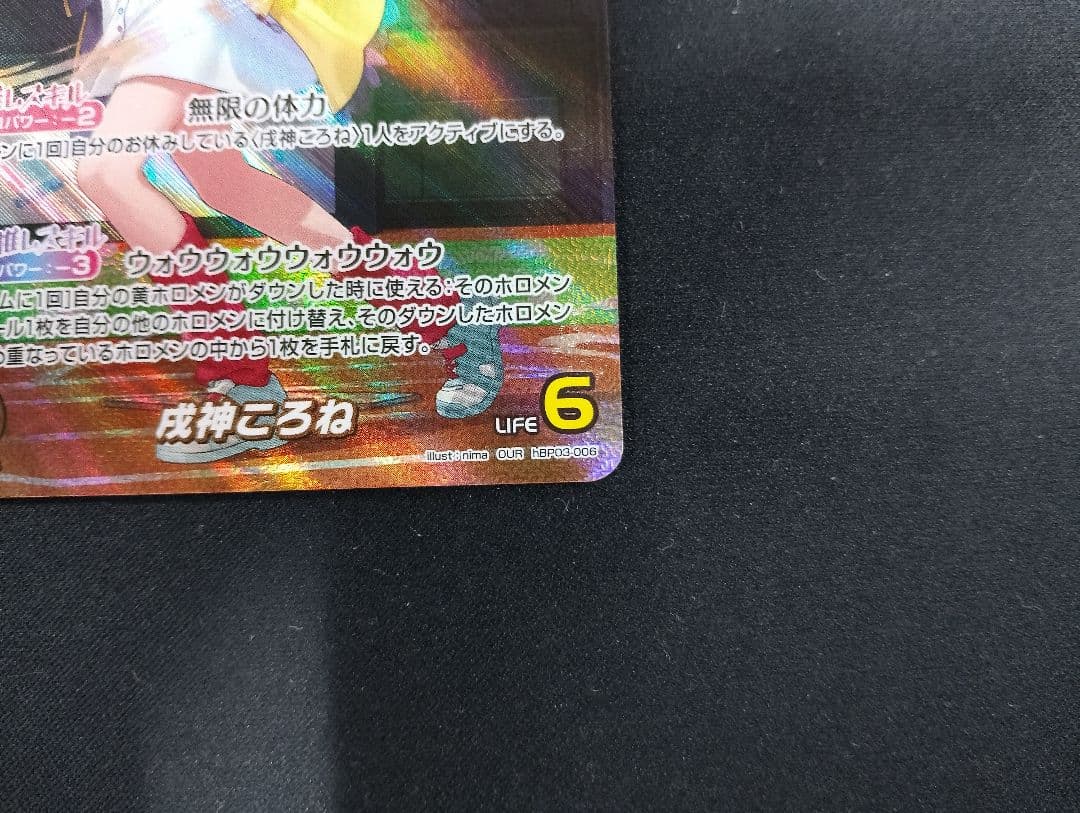 推しスキル
無限の体力
ロパワー：－2
ンに1回]自分のお休みしている〈戌神ころね〉1人をアクティブにする。
推しスキル
ウォウウォウウォウウォウ
パワー：－3
ムに1回]自分の黄ホロメンがダウンした時に使える：そのホロメン
ール1枚を自分の他のホロメンに付け替え、そのダウンしたホロメン
重なっているホロメンの中から1枚を手札に戻す。
戌神ころね
LIFE 6
illust：nima OUR hBP03-006